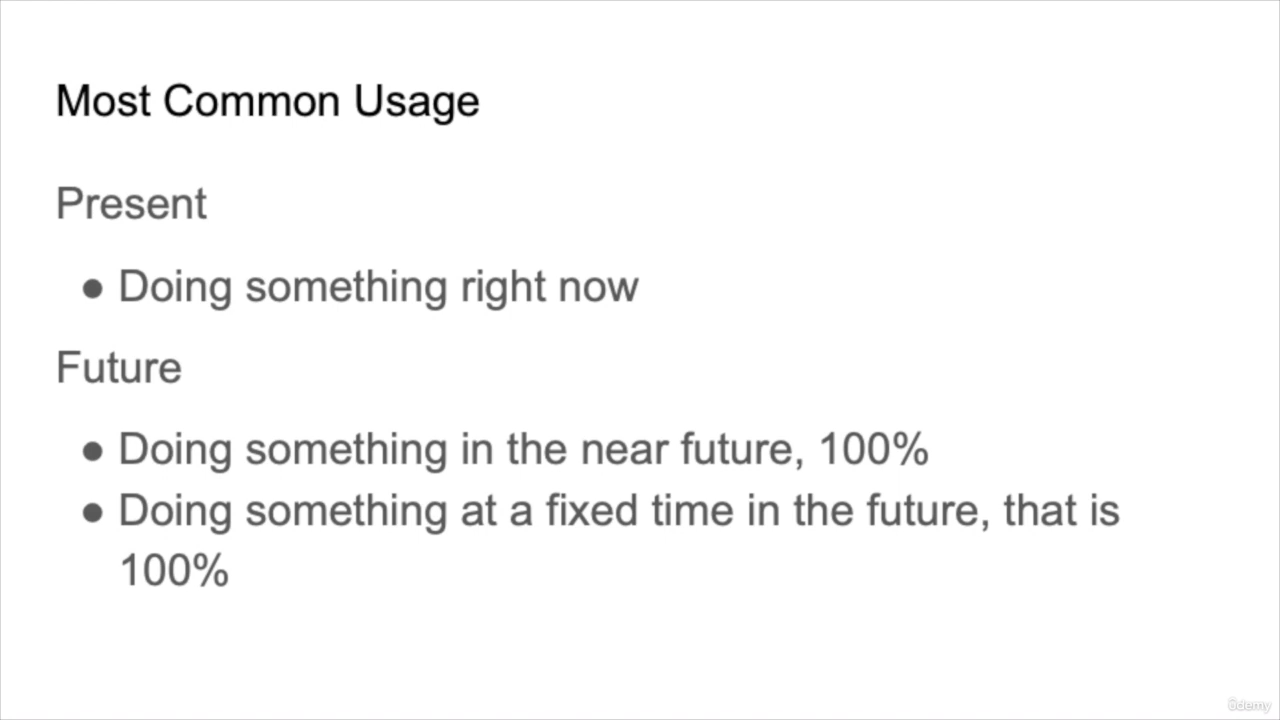 Most Common Usage
Present
● Doing something right now
Future
● Doing something in the near future, 100%
● Doing something at a fixed time in the future, that is
100%
ûdemy